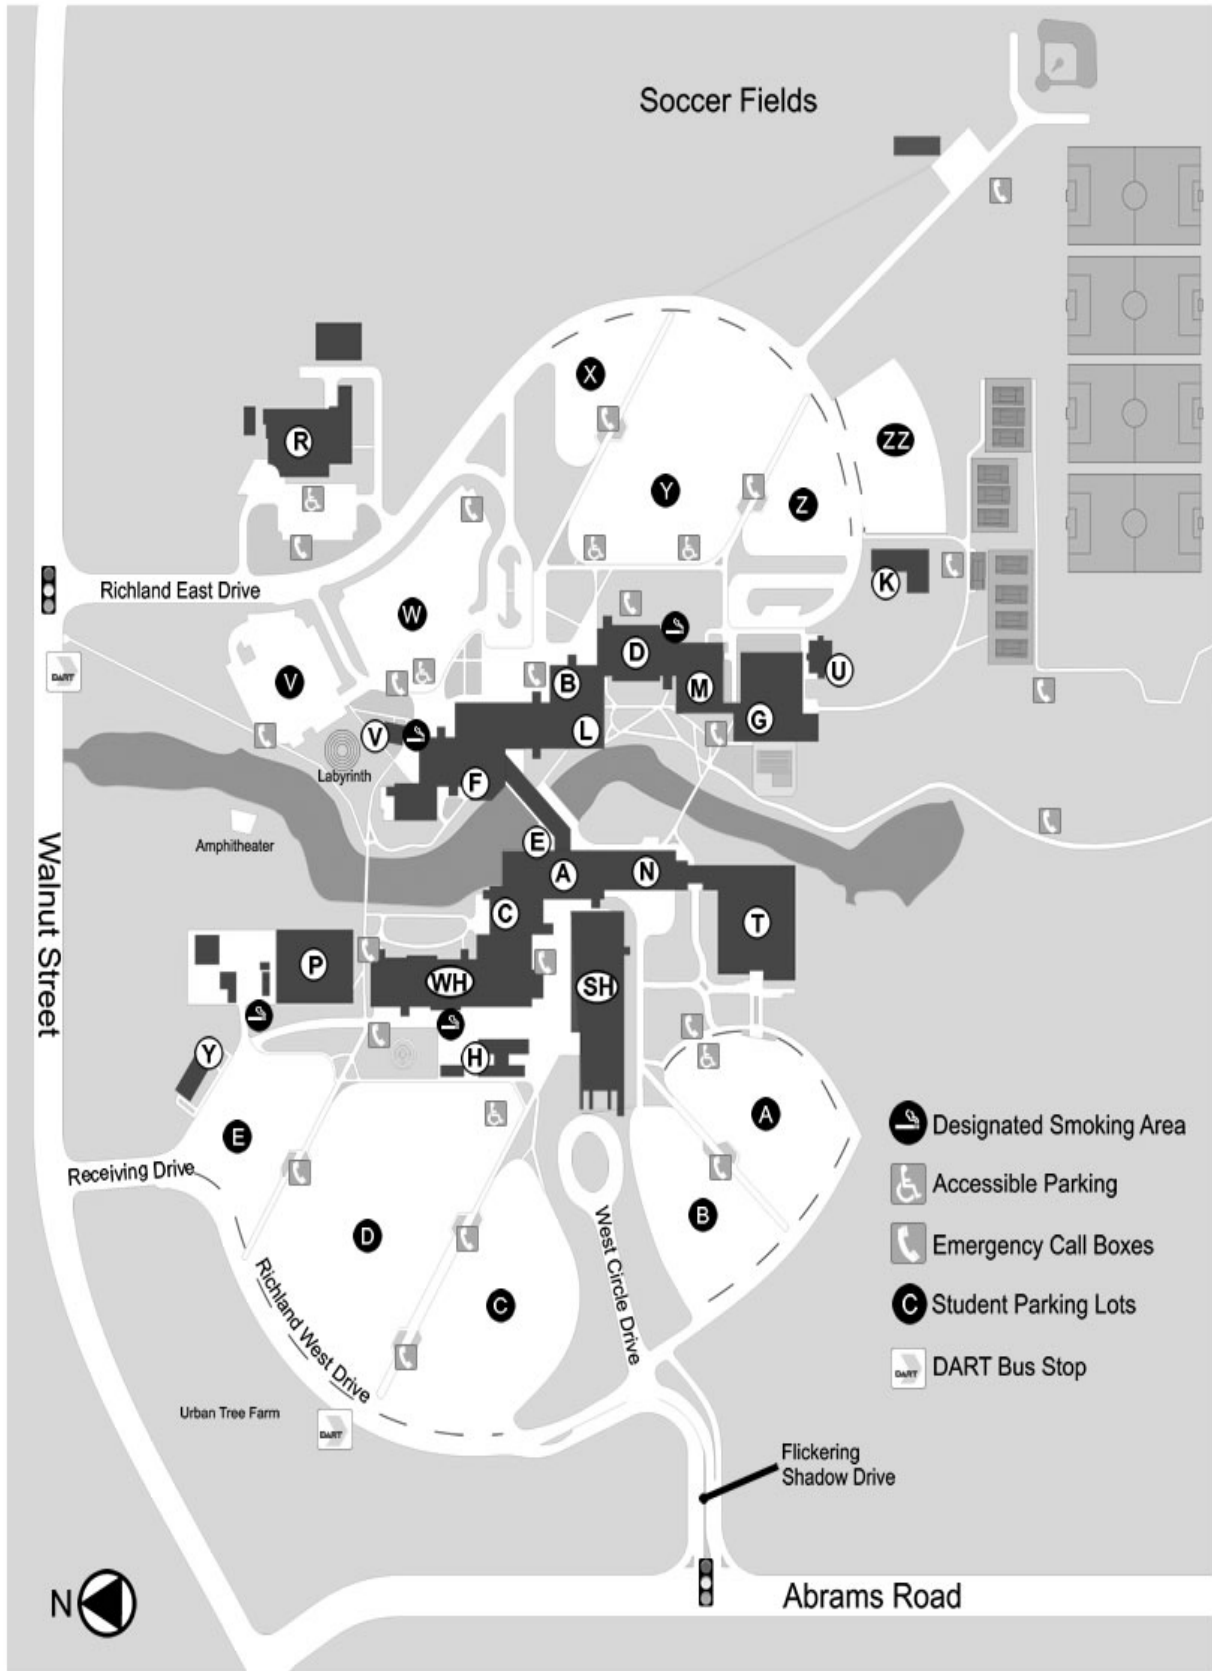 Soccer Fields
X
ZZ
R
Y
Z
Richland East Drive
K
W
D
U
DART
V
B
M
V
L
G
Labyrinth
F
Amphitheater
E
A
N
Walnut Street
C
T
P
WH
SH
Y
H
A
E
Designated Smoking Area
Receiving Drive
Accessible Parking
B
D
Emergency Call Boxes
West Circle Drive
Richland West Drive
C
C Student Parking Lots
DART DART Bus Stop
Urban Tree Farm
DART
Flickering
Shadow Drive
N
Abrams Road